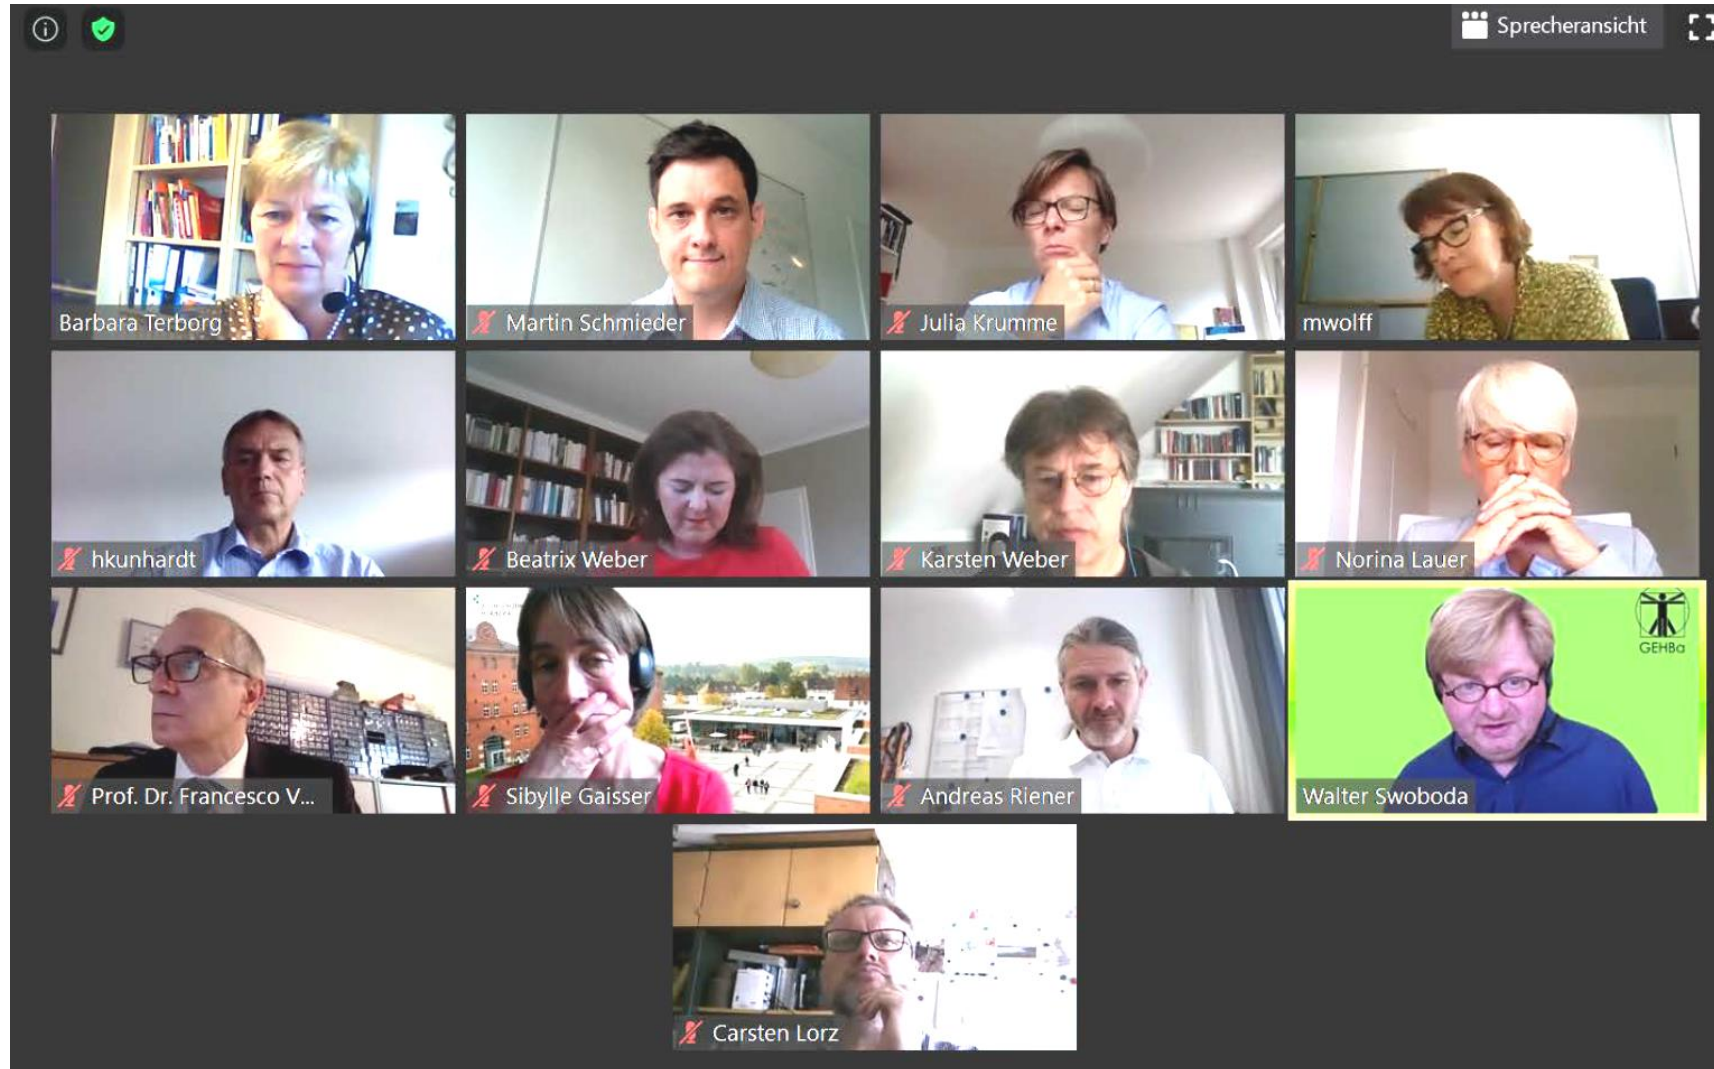 Sprecheransicht
Barbara Terborg
Martin Schmieder
Julia Krumme
mwolff
hkunhardt
Beatrix Weber
Karsten Weber
Norina Lauer
GEHBa
Prof. Dr. Francesco V...
Sibylle Gaisser
Andreas Riener
Walter Swoboda
Carsten Lorz